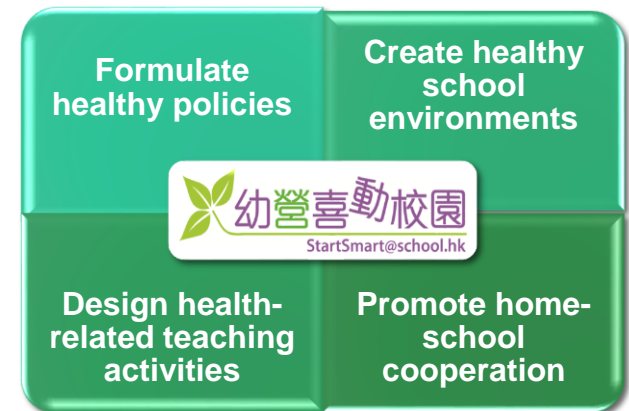 Formulate
healthy policies
Create healthy
school
environments
幼營喜動校園
StartSmart@school.hk
Design health-
related teaching
activities
Promote home-
school
cooperation